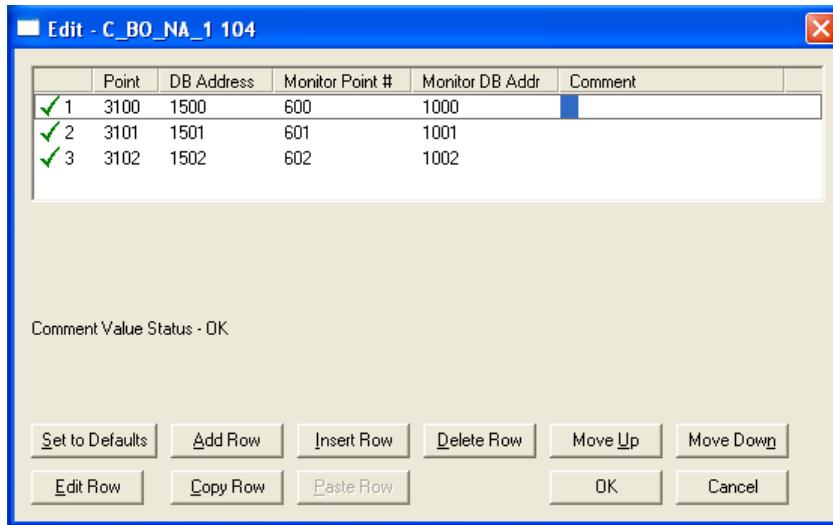 Edit - C_BO_NA_1 104
Point DB Address Monitor Point # Monitor DB Addr Comment
1 3100 1500 600 1000
2 3101 1501 601 1001
3 3102 1502 602 1002
Comment Value Status - OK
Set to Defaults Add Row Insert Row Delete Row Move Up Move Down
Edit Row Copy Row Paste Row OK Cancel